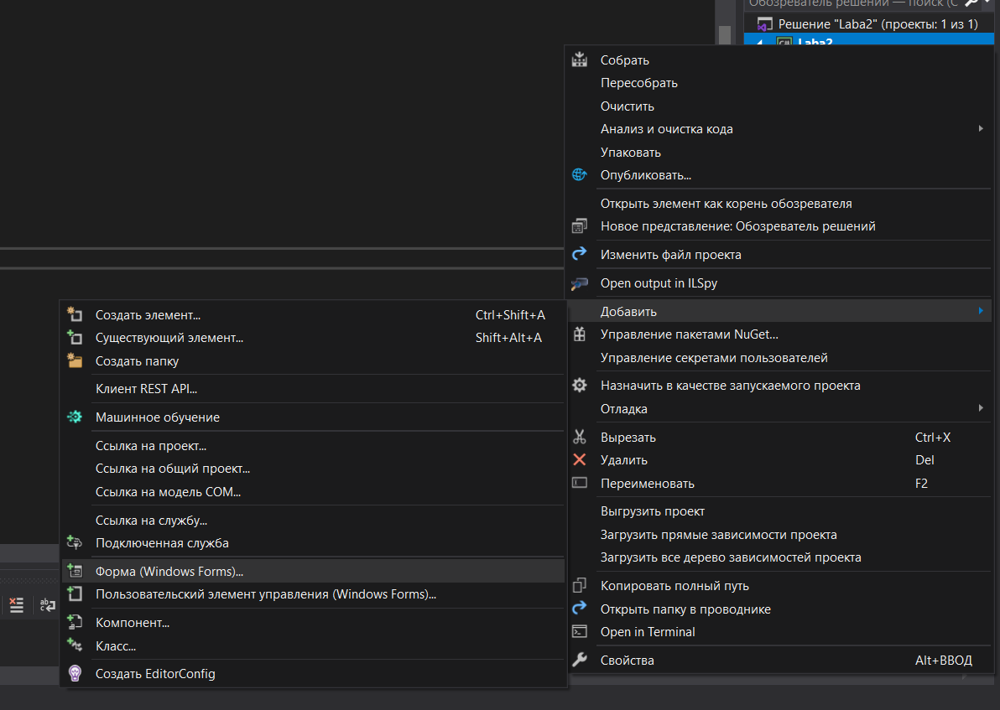 Обозреватель решений — поиск (C
Решение "Laba2" (проекты: 1 из 1)
C# Laba2
Собрать
Пересобрать
Очистить
Анализ и очистка кода
Упаковать
Опубликовать...
Открыть элемент как корень обозревателя
Новое представление: Обозреватель решений
Изменить файл проекта
Open output in ILSpy
Добавить
Управление пакетами NuGet...
Управление секретами пользователей
Назначить в качестве запускаемого проекта
Отладка
Вырезать Ctrl+X
Удалить Del
Переименовать F2
Выгрузить проект
Загрузить прямые зависимости проекта
Загрузить все дерево зависимостей проекта
Копировать полный путь
Открыть папку в проводнике
Open in Terminal
Свойства Alt+ВВОД
Создать элемент... Ctrl+Shift+A
Существующий элемент... Shift+Alt+A
Создать папку
Клиент REST API...
Машинное обучение
Ссылка на проект...
Ссылка на общий проект...
Ссылка на модель COM...
Ссылка на службу...
Подключенная служба
Форма (Windows Forms)...
Пользовательский элемент управления (Windows Forms)...
Компонент...
Класс...
Создать EditorConfig
ab
c